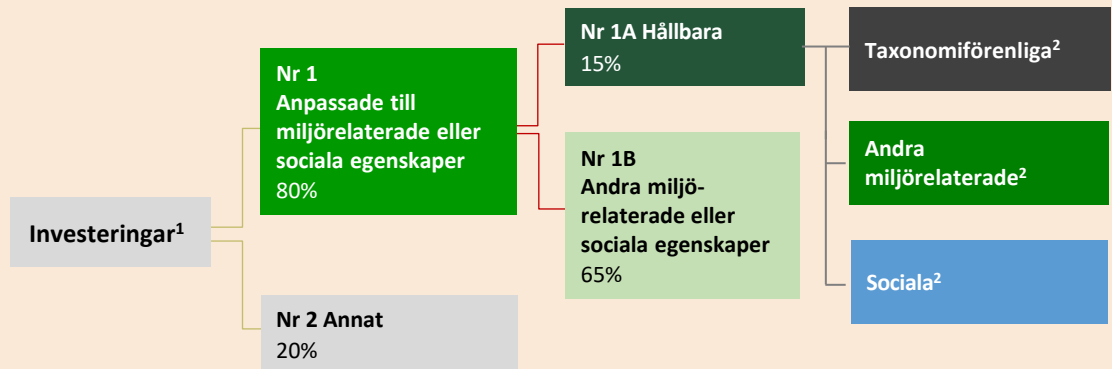 Investeringar¹
Nr 1
Anpassade till
miljörelaterade eller
sociala egenskaper
80%
Nr 2 Annat
20%
Nr 1A Hållbara
15%
Nr 1B
Andra miljö-
relaterade eller
sociala egenskaper
65%
Taxonomiförenliga²
Andra
miljörelaterade²
Sociala²